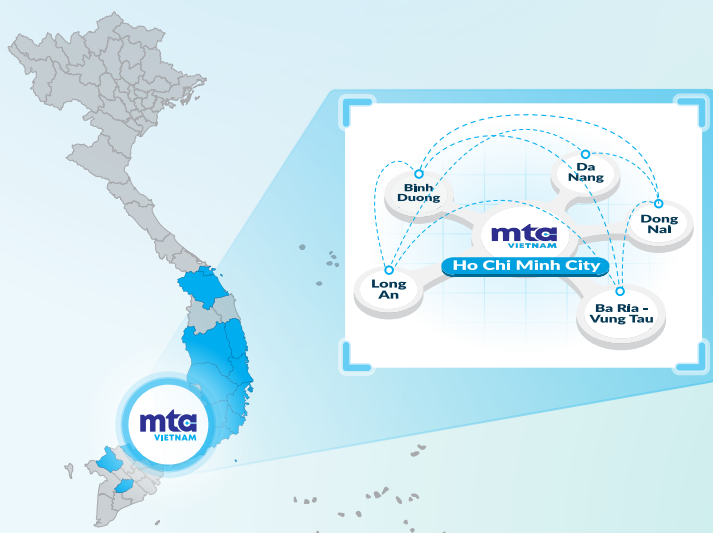 Da
Nang
Binh
Duong
Dong
Nai
mta
VIETNAM
Ho Chi Minh City
Long
An
Ba Ria -
Vung Tau
mta
VIETNAM